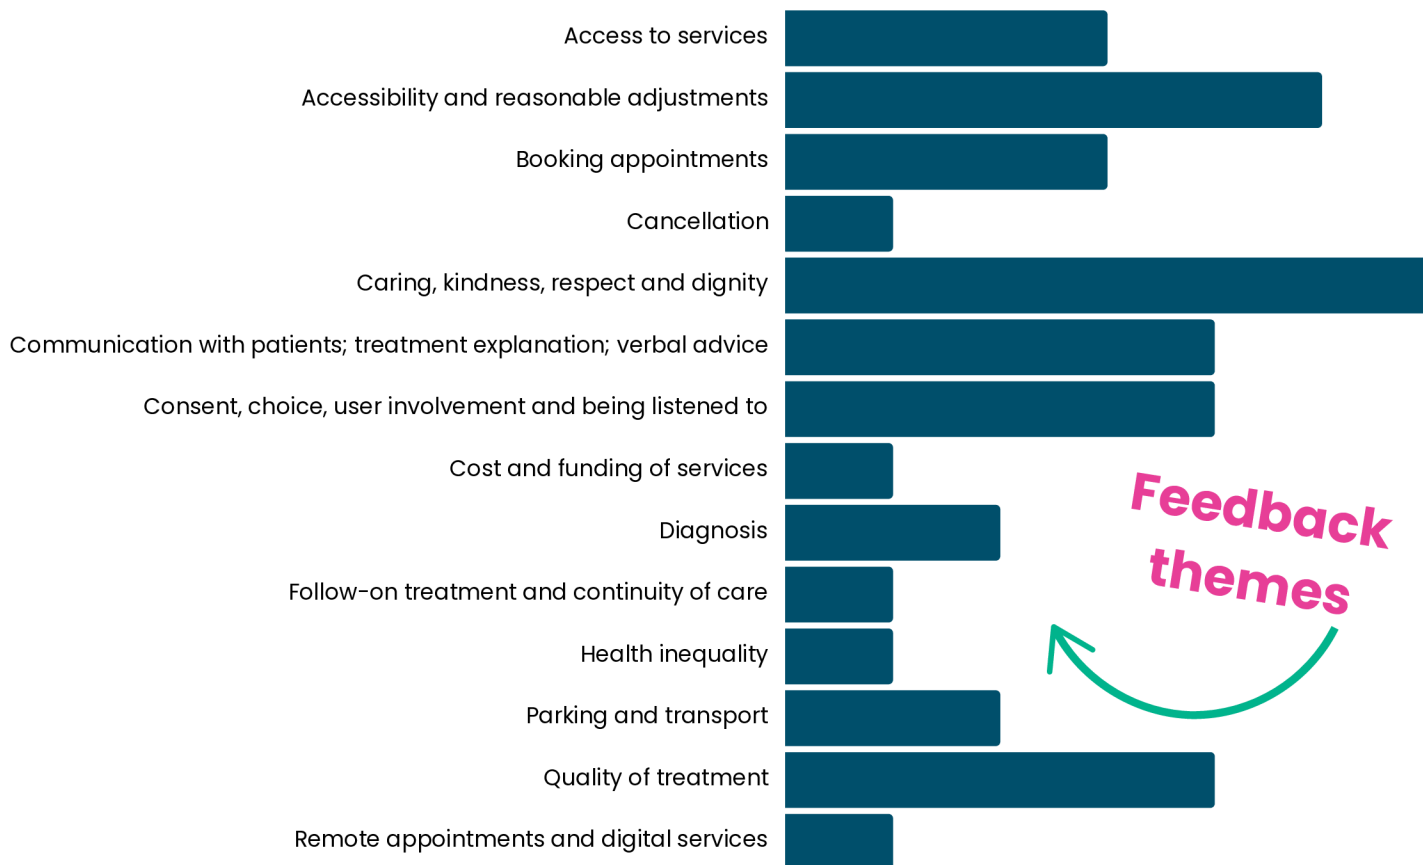 Access to services
Accessibility and reasonable adjustments
Booking appointments
Cancellation
Caring, kindness, respect and dignity
Communication with patients; treatment explanation; verbal advice
Consent, choice, user involvement and being listened to
Cost and funding of services
Diagnosis
Follow-on treatment and continuity of care
Health inequality
Parking and transport
Quality of treatment
Remote appointments and digital services
Feedback
themes